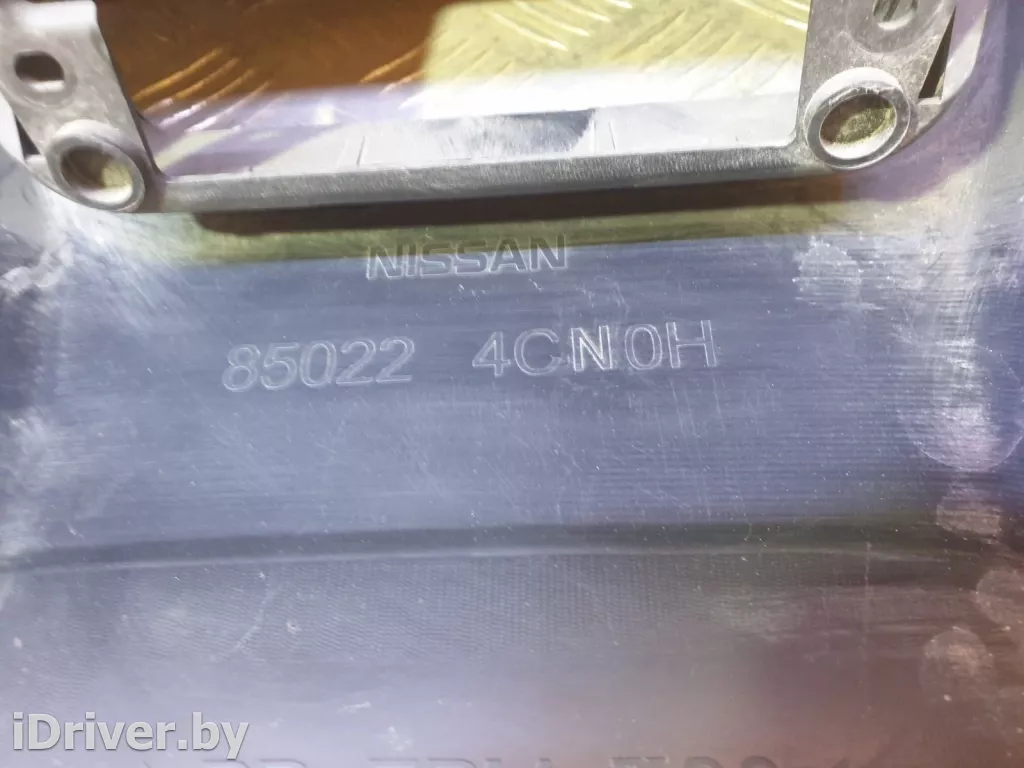 NISSAN
85022 4CN0H
iDriver.by